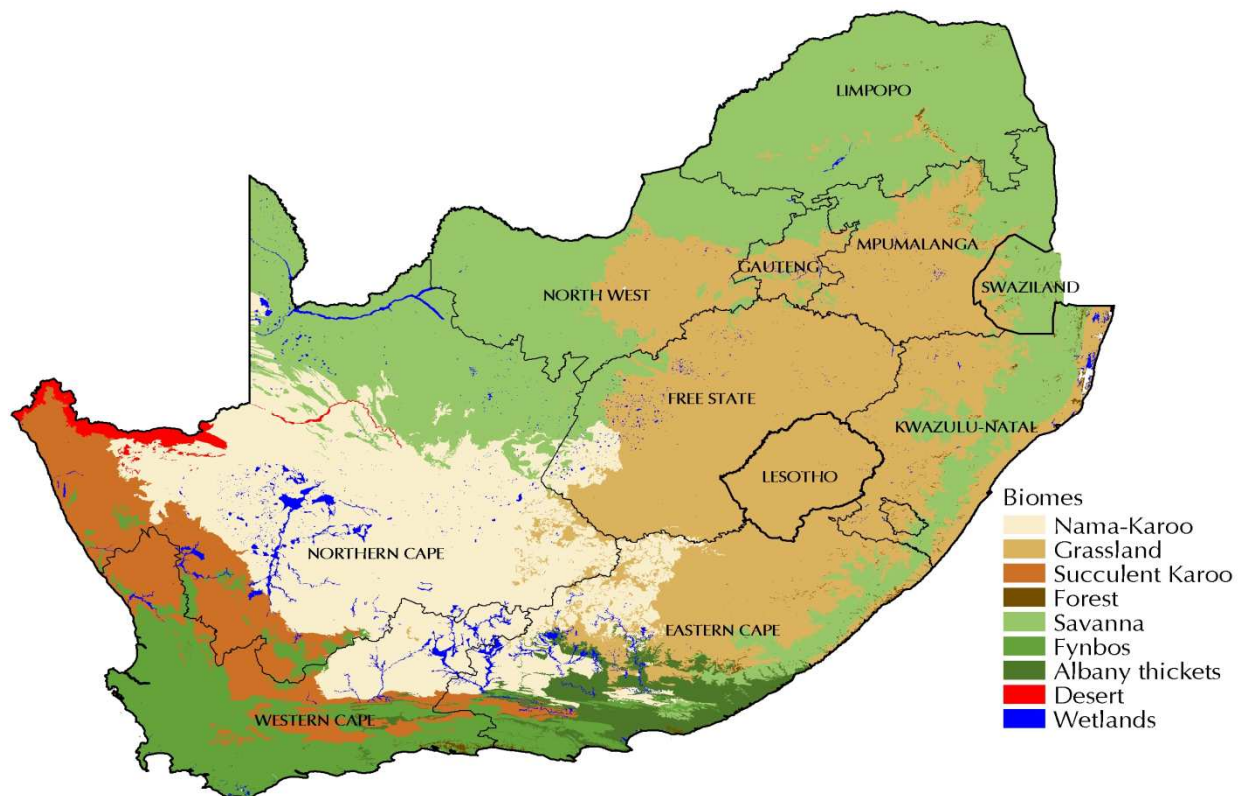 LIMPOPO
MPUMALANGA
GAUTENG
SWAZILAND
NORTH WEST
FREE STATE
KWAZULU-NATAL
LESOTHO
NORTHERN CAPE
EASTERN CAPE
WESTERN CAPE
Biomes
Nama-Karoo
Grassland
Succulent Karoo
Forest
Savanna
Fynbos
Albany thickets
Desert
Wetlands